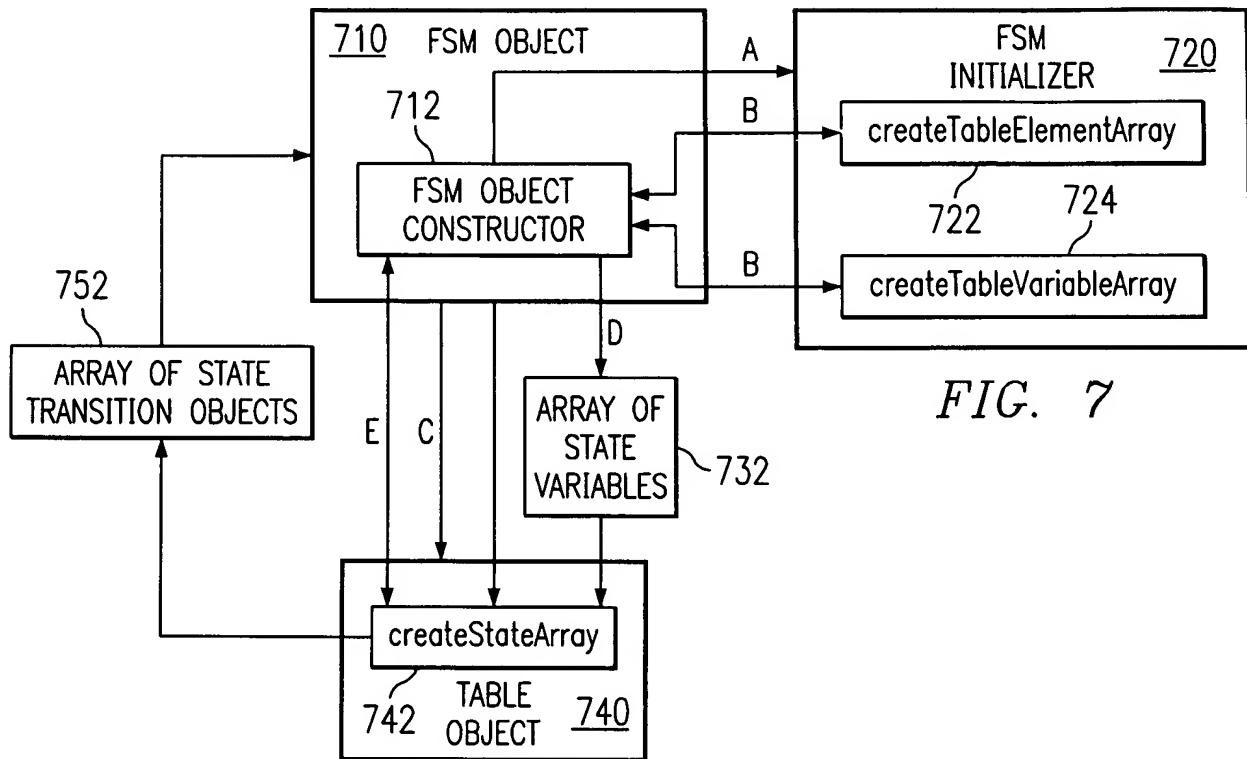 710 FSM OBJECT
712
FSM OBJECT
CONSTRUCTOR
A
B
B
FSM
INITIALIZER
720
createTableElementArray
722
724
createTableVariableArray
752
ARRAY OF STATE
TRANSITION OBJECTS
E
C
D
ARRAY OF
STATE
VARIABLES
732
FIG. 7
createStateArray
742
TABLE
OBJECT
740